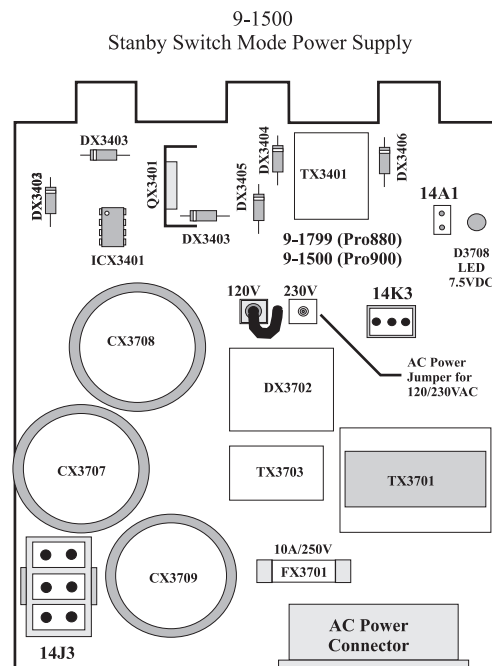 9-1500
Stanby Switch Mode Power Supply
DX3403
DX3402
ICX3401
QX3401
DX3403
DX3405
DX3404
TX3401
DX3406
14A1
D3708
LED
7.5VDC
9-1799 (Pro880)
9-1500 (Pro900)
120V
230V
14K3
AC Power
Jumper for
120/230VAC
CX3708
DX3702
CX3707
TX3703
TX3701
10A/250V
FX3701
CX3709
14J3
AC Power
Connector